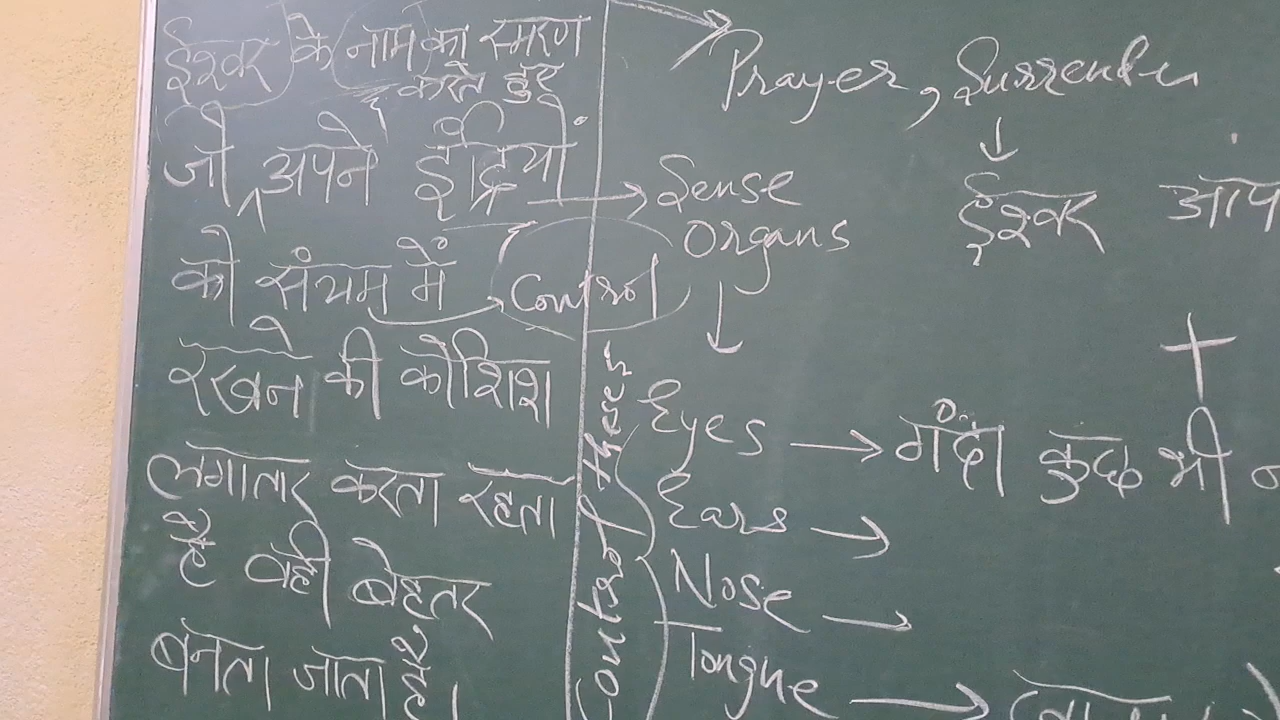 ईश्वर के नाम का स्मरण
करते हुए
जो अपने इंद्रियों
को संयम में
रखने की कोशिश
लगातार करता रहता
है वही बेहतर
बनता जाता है।
Control
Control these
Prayer, Surrender
ईश्वर आप
Sense
Organs
Eyes → गंदा कुछ भी
Ears →
Nose →
Tongue →